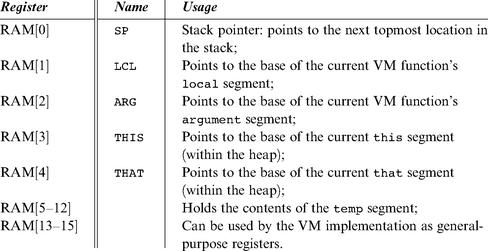 Register Name Usage
RAM[0] SP Stack pointer: points to the next topmost location in
the stack;
RAM[1] LCL Points to the base of the current VM function's
local segment;
RAM[2] ARG Points to the base of the current VM function's
argument segment;
RAM[3] THIS Points to the base of the current this segment
(within the heap);
RAM[4] THAT Points to the base of the current that segment
(within the heap);
RAM[5–12] Holds the contents of the temp segment;
RAM[13–15] Can be used by the VM implementation as general-
purpose registers.